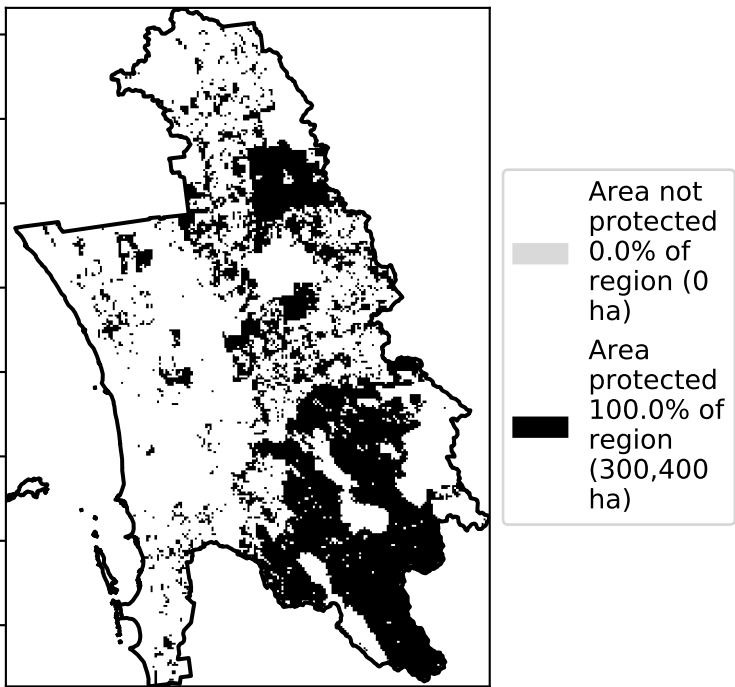 Area not
protected
0.0% of
region (0
ha)
Area
protected
100.0% of
region
(300,400
ha)